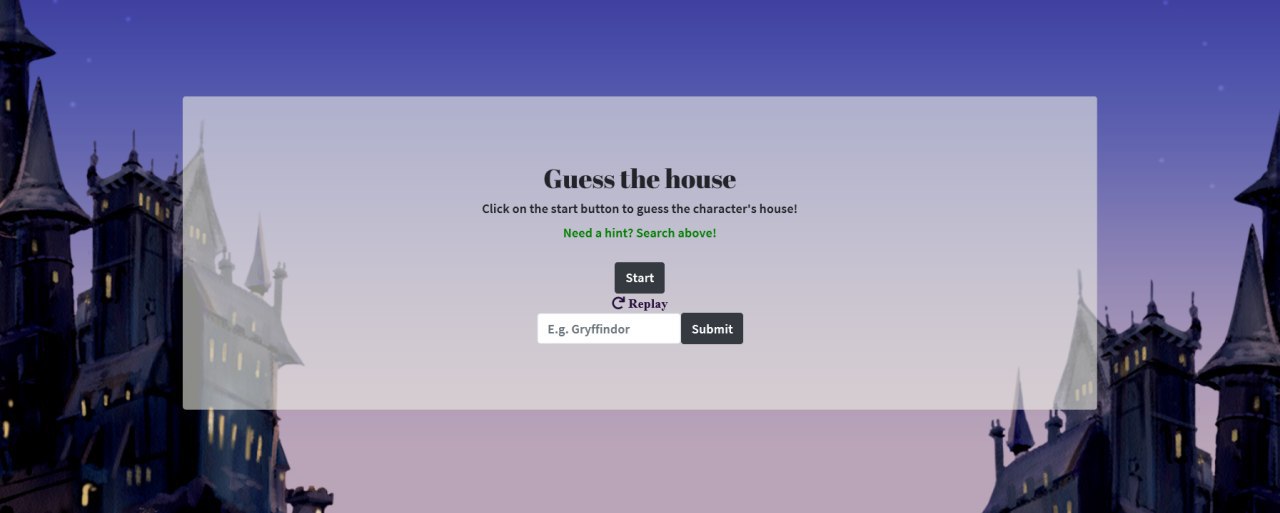 Guess the house
Click on the start button to guess the character's house!
Need a hint? Search above!
Start
Replay
E.g. Gryffindor
Submit